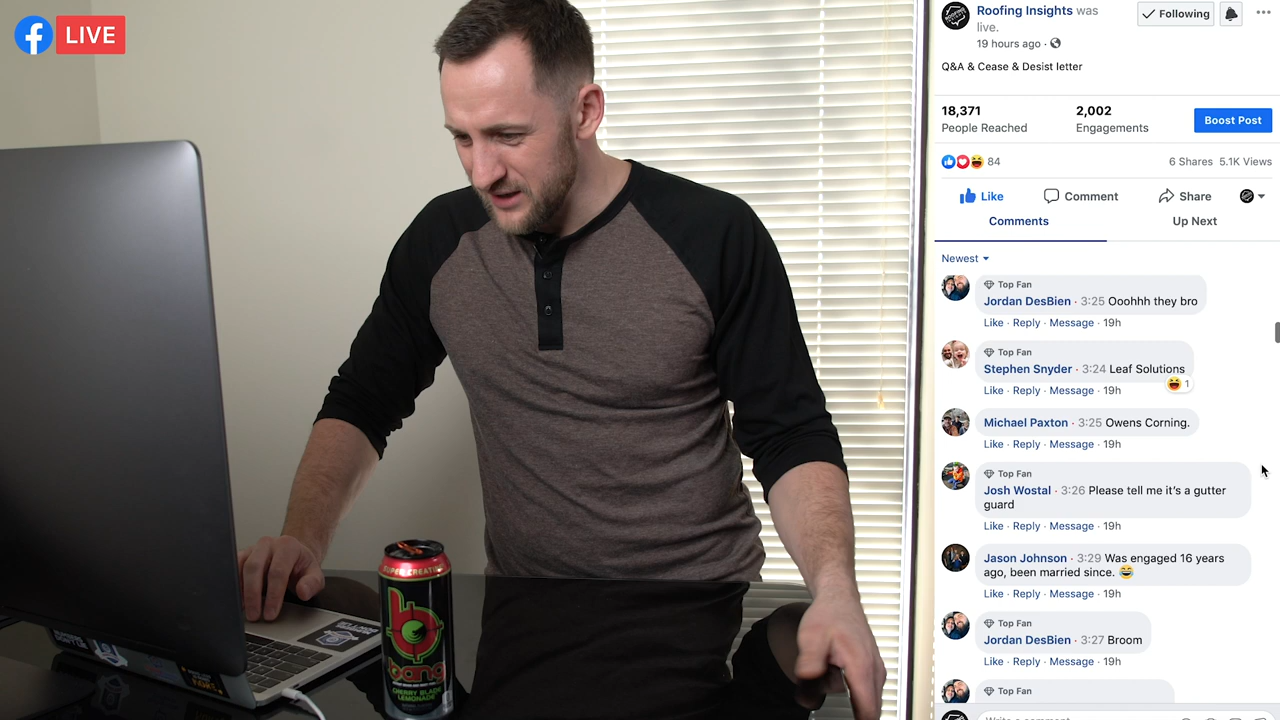 LIVE
Roofing Insights was
live.
19 hours ago ·
Following
Q&A & Cease & Desist letter
18,371
People Reached
2,002
Engagements
Boost Post
84
6 Shares 5.1K Views
Like
Comment
Share
Comments
Up Next
Newest
Top Fan
Jordan DesBien · 3:25 Ooohhh they bro
Like · Reply · Message · 19h
Top Fan
Stephen Snyder · 3:24 Leaf Solutions
1
Like · Reply · Message · 19h
Michael Paxton · 3:25 Owens Corning.
Like · Reply · Message · 19h
Top Fan
Josh Wostal · 3:26 Please tell me it's a gutter
guard
Like · Reply · Message · 19h
Jason Johnson · 3:29 Was engaged 16 years
ago, been married since. 😅
Like · Reply · Message · 19h
Top Fan
Jordan DesBien · 3:27 Broom
Like · Reply · Message · 19h
Top Fan
SUPER CREATINE
b
bang
CHERRY BLADE
LEMONADE